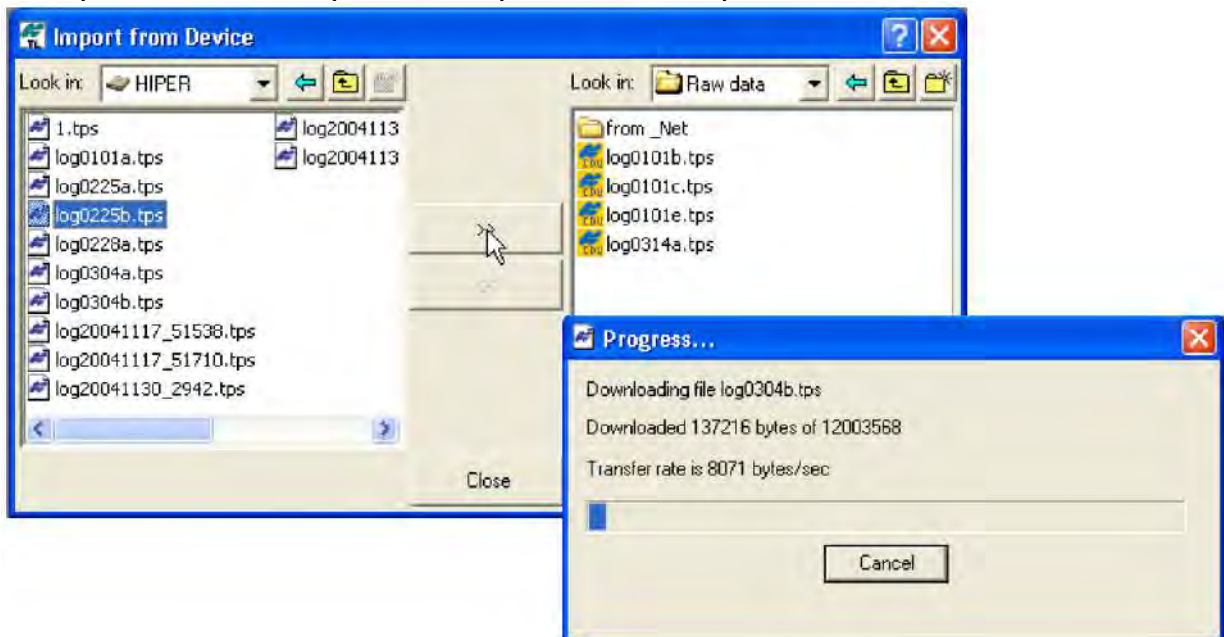 Import from Device
Look in: HIPER
Look in: Raw data
1.tps
log0101a.tps
log0225a.tps
log0225b.tps
log0228a.tps
log0304a.tps
log0304b.tps
log20041117_51538.tps
log20041117_51710.tps
log20041130_2942.tps
log2004113
log2004113
>>
from _Net
log0101b.tps
log0101c.tps
log0101e.tps
log0314a.tps
Close
Progress...
Downloading file log0304b.tps
Downloaded 137216 bytes of 12003568
Transfer rate is 8071 bytes/sec
Cancel